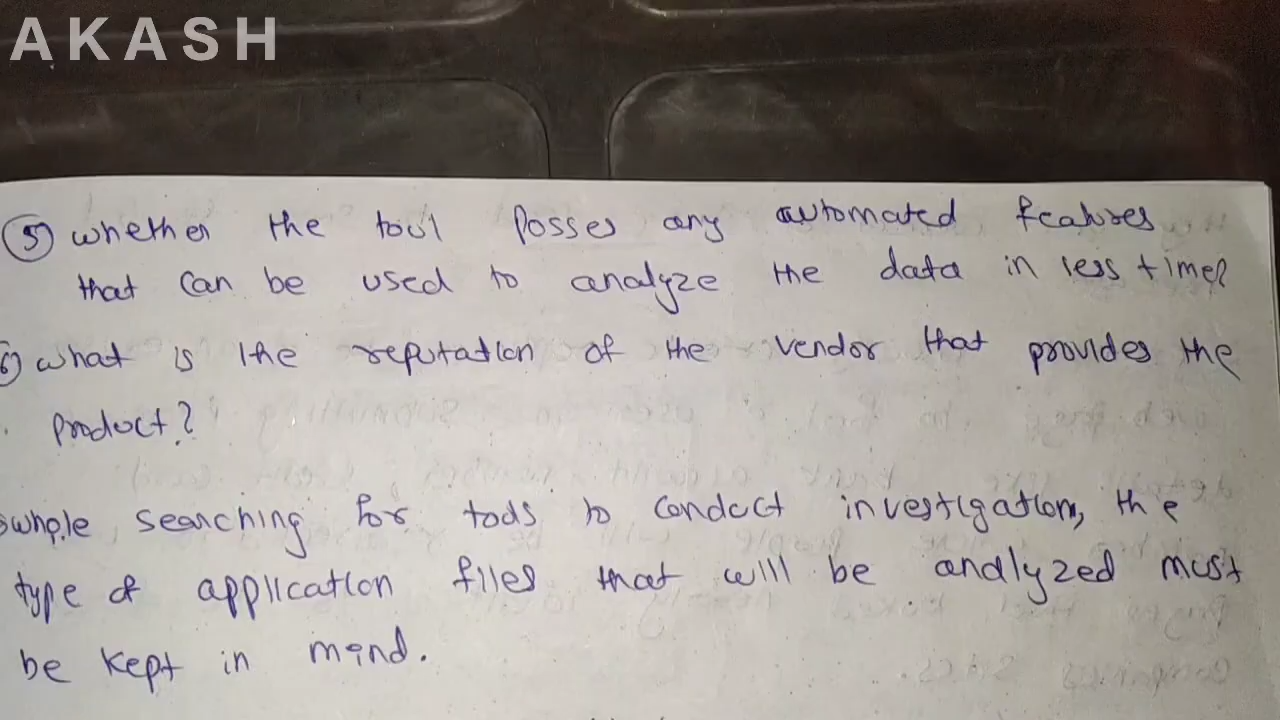 AKASH
⑤ whether the tool posses any automated features
that can be used to analyze the data in less time?
⑥ what is the reputation of the vendor that provides the
product?
while searching for tools to conduct investigation, the
type of application files that will be analyzed must
be kept in mind.